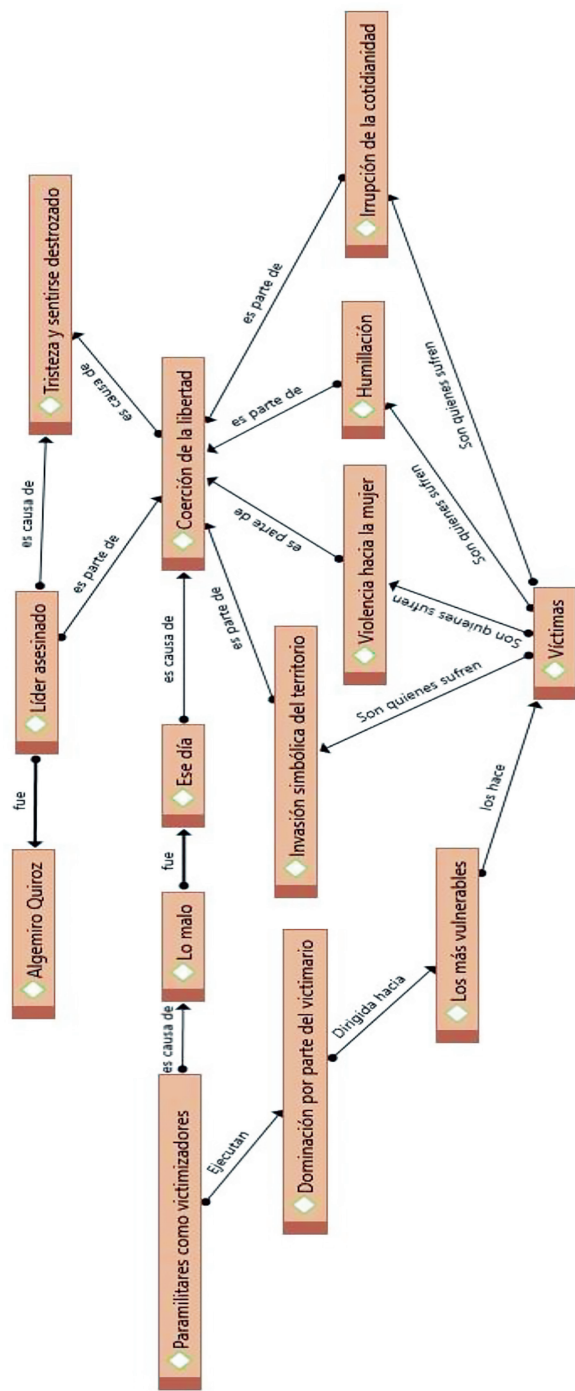 Algemiro Quiroz
fue
Líder asesinado
es causa de
Tristeza y sentirse destrozado
es parte de
es causa de
Paramilitares como victimizadores
es causa de
Lo malo
fue
Ese día
es causa de
Coerción de la libertad
Ejecutan
es parte de
es parte de
es parte de
es parte de
Dominación por parte del victimario
Invasión simbólica del territorio
Violencia hacia la mujer
Humillación
Irrupción de la cotidianidad
Dirigida hacia
Son quienes sufren
Son quienes sufren
Son quienes sufren
Son quienes sufren
Los más vulnerables
los hace
Víctimas